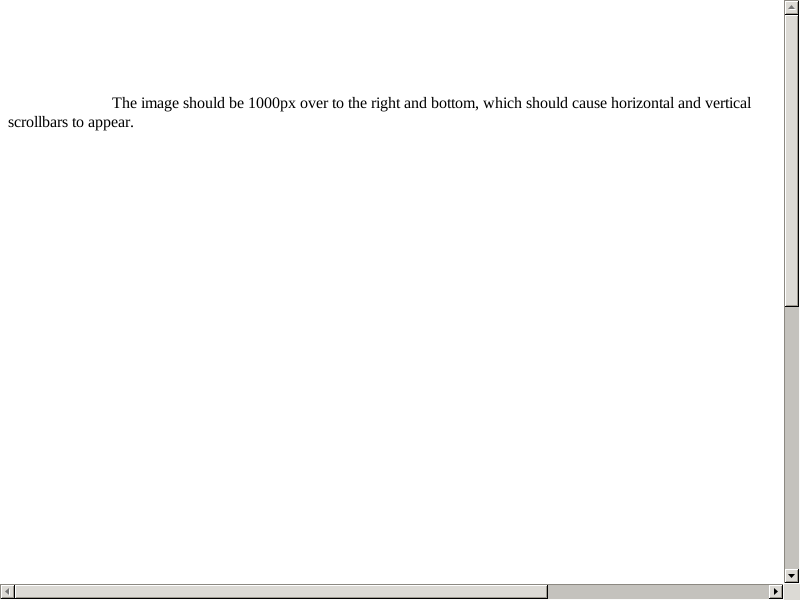 The image should be 1000px over to the right and bottom, which should cause horizontal and vertical
scrollbars to appear.